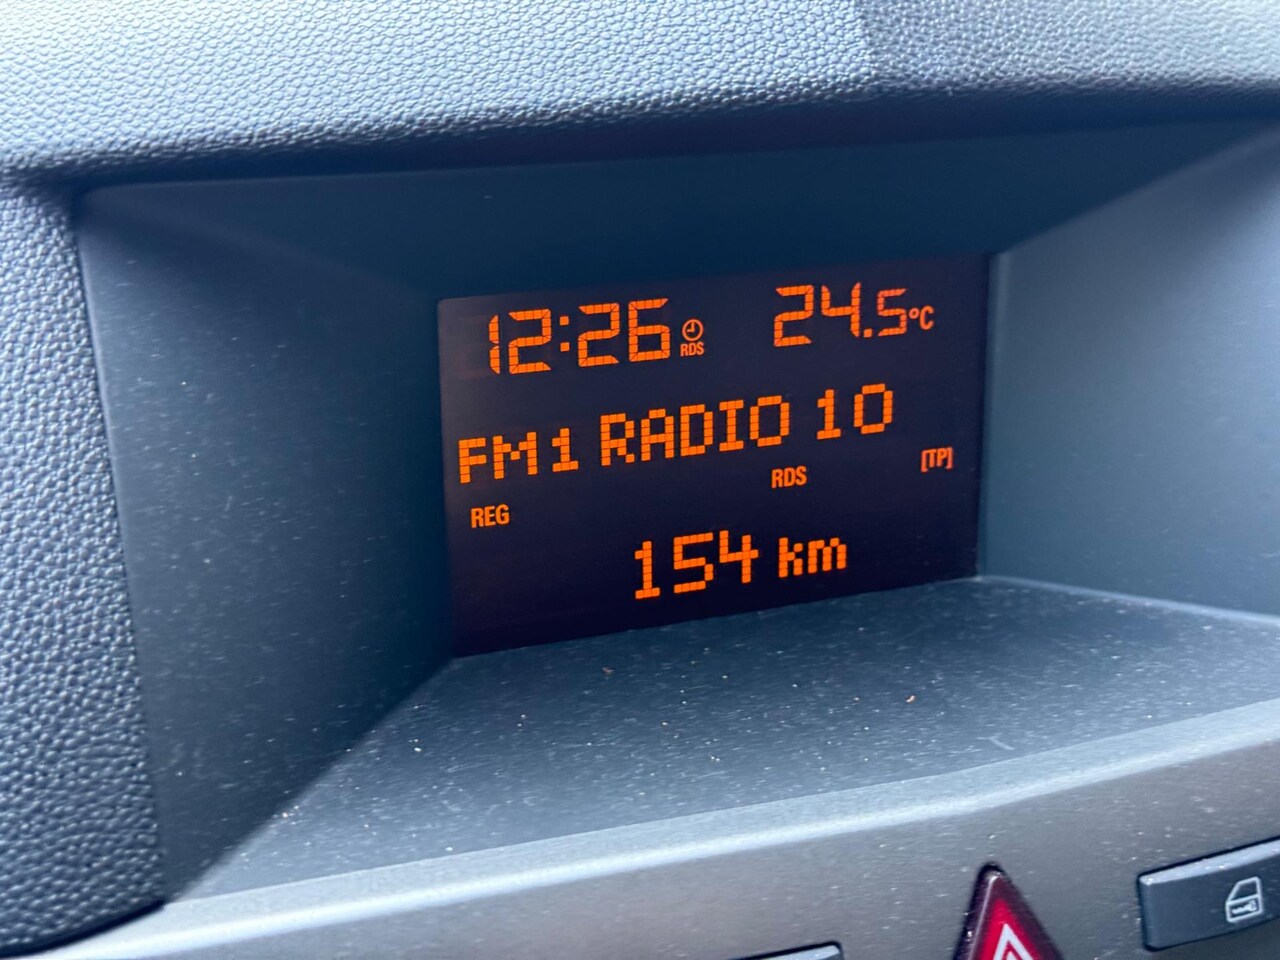 12:26 RDS 24.5°C
FM1 RADIO 10
RDS [TP]
REG
154 km